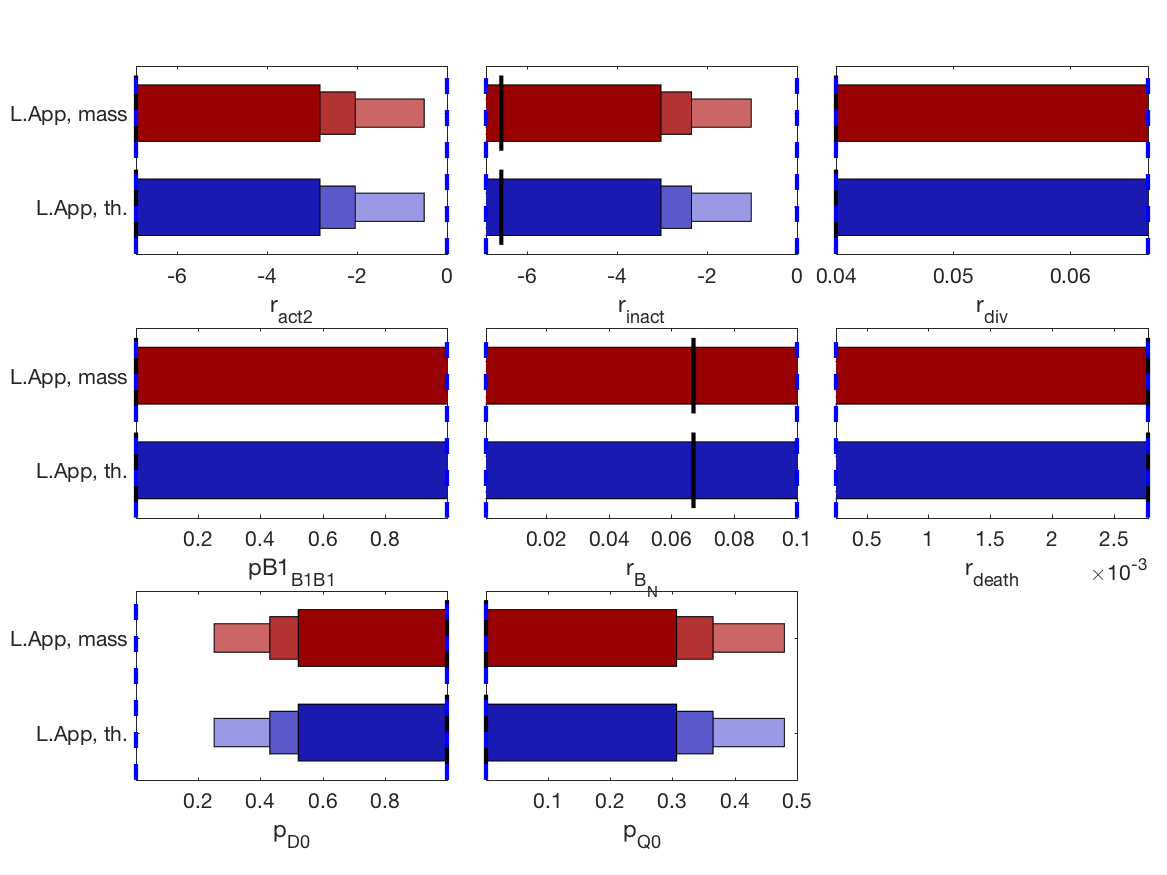 L.App, mass
L.App, th.
-6 -4 -2 0
r_act2
-6 -4 -2 0
r_inact
0.04 0.05 0.06
r_div
L.App, mass
L.App, th.
0.2 0.4 0.6 0.8
pB1_B1B1
0.02 0.04 0.06 0.08 0.1
r_B_N
0.5 1 1.5 2 2.5
r_death
×10^-3
L.App, mass
L.App, th.
0.2 0.4 0.6 0.8
p_D0
0.1 0.2 0.3 0.4 0.5
p_Q0